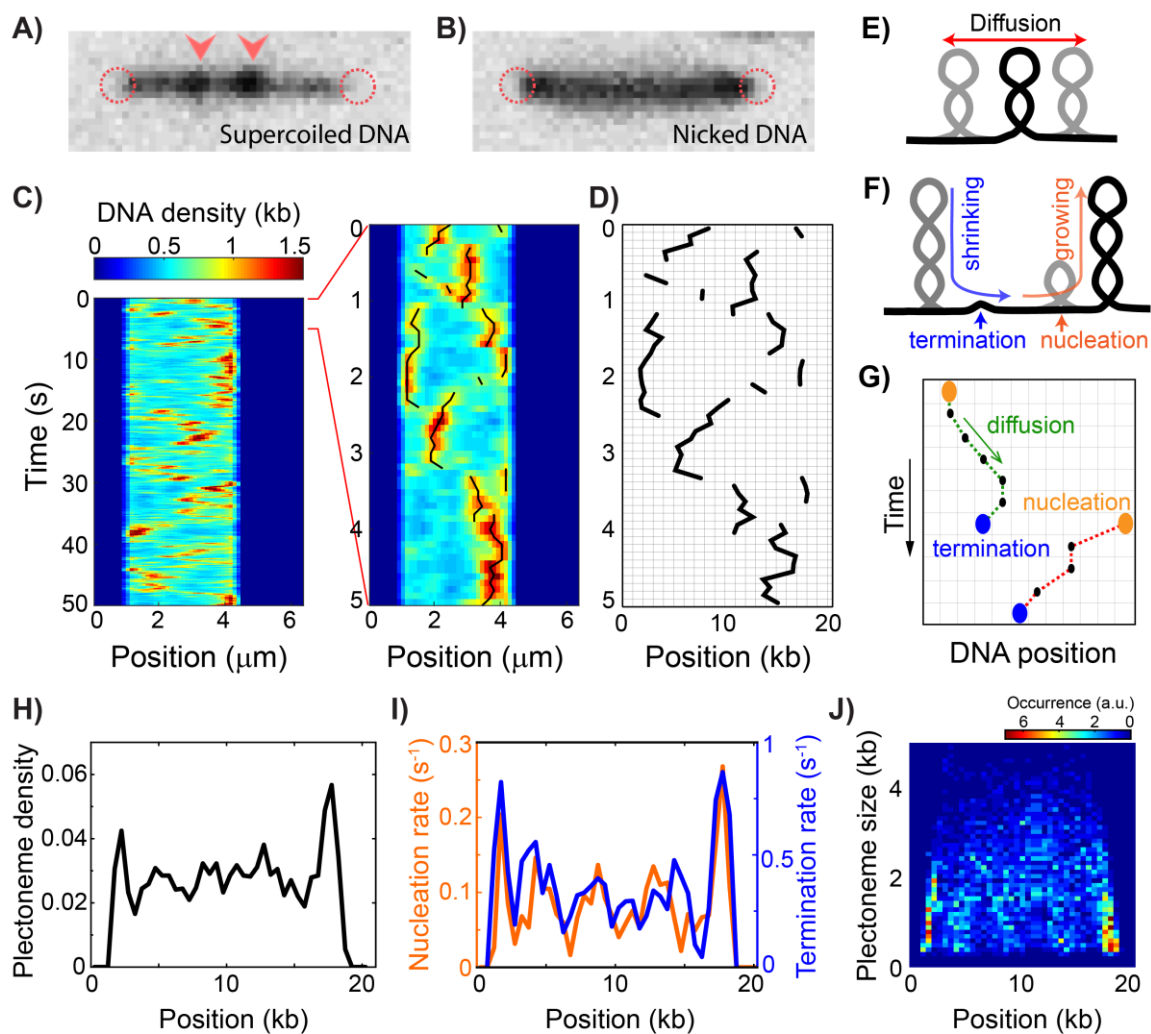 A)
Supercoiled DNA
B)
Nicked DNA
E)
Diffusion
C)
DNA density (kb)
0 0.5 1 1.5
Time (s)
0
10
20
30
40
50
0 2 4 6
Position (μm)
0
1
2
3
4
5
0 2 4 6
Position (μm)
D)
0
1
2
3
4
5
0 10 20
Position (kb)
F)
shrinking
growing
termination
nucleation
G)
Time
diffusion
nucleation
termination
DNA position
H)
Plectoneme density
0.06
0.04
0.02
0
0 10 20
Position (kb)
I)
Nucleation rate (s⁻¹)
0.3
0.2
0.1
0
0 10 20
Position (kb)
1
0.5
0
Termination rate (s⁻¹)
J)
Occurrence (a.u.)
6 4 2 0
Plectoneme size (kb)
4
2
0
0 10 20
Position (kb)